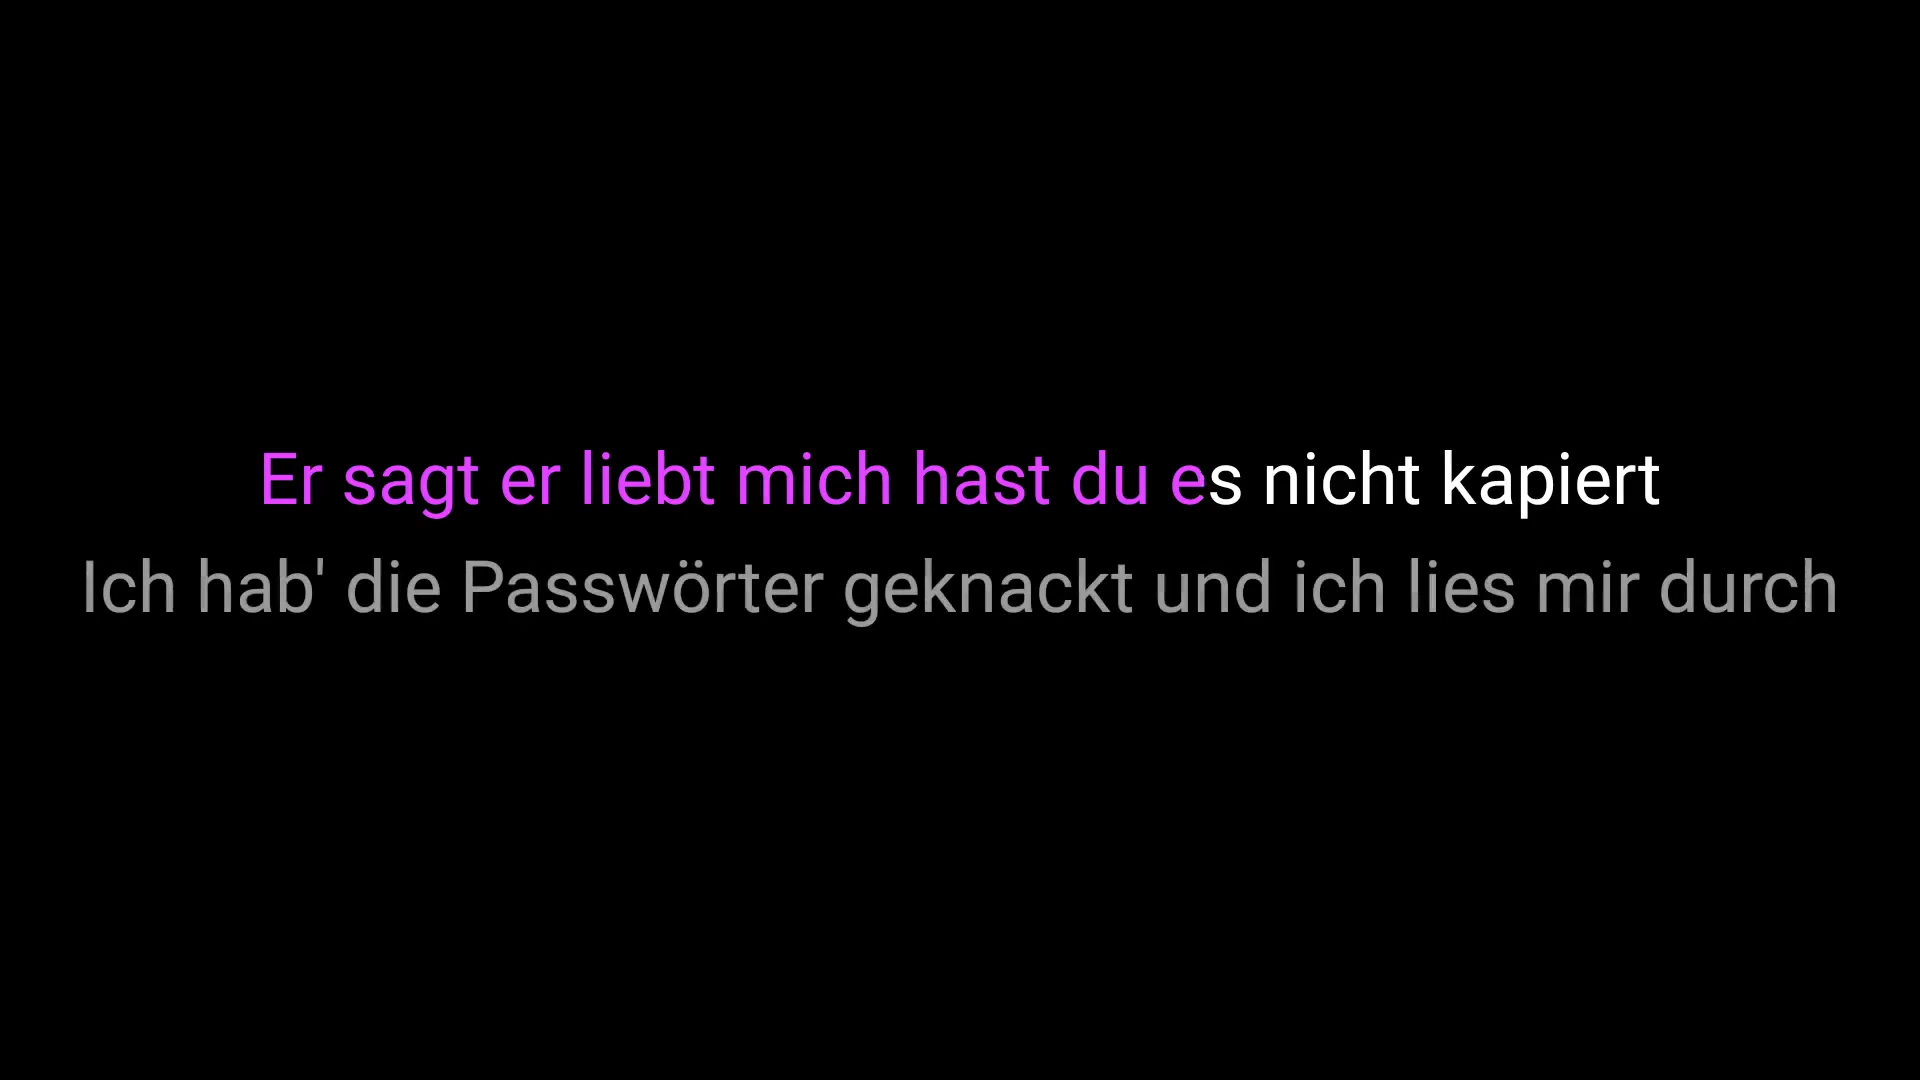 Er sagt er liebt mich hast du es nicht kapiert
Ich hab' die Passwörter geknackt und ich lies mir durch